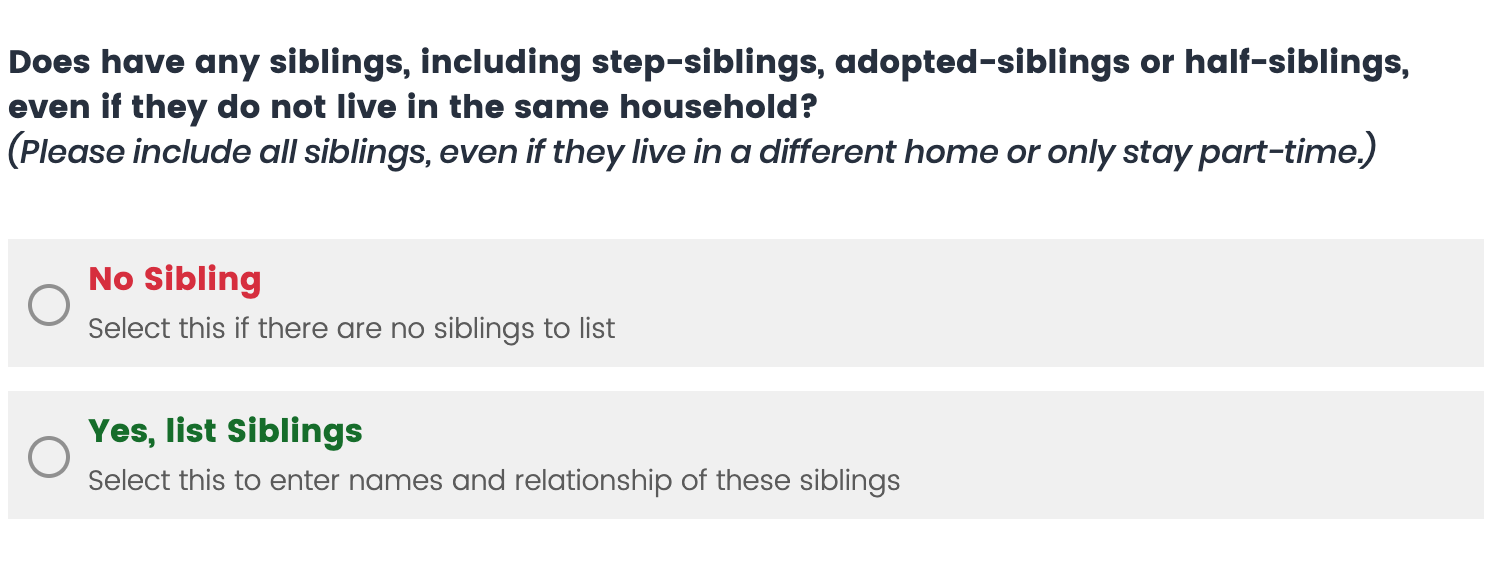 Does have any siblings, including step-siblings, adopted-siblings or half-siblings,
even if they do not live in the same household?
(Please include all siblings, even if they live in a different home or only stay part-time.)
No Sibling
Select this if there are no siblings to list
Yes, list Siblings
Select this to enter names and relationship of these siblings